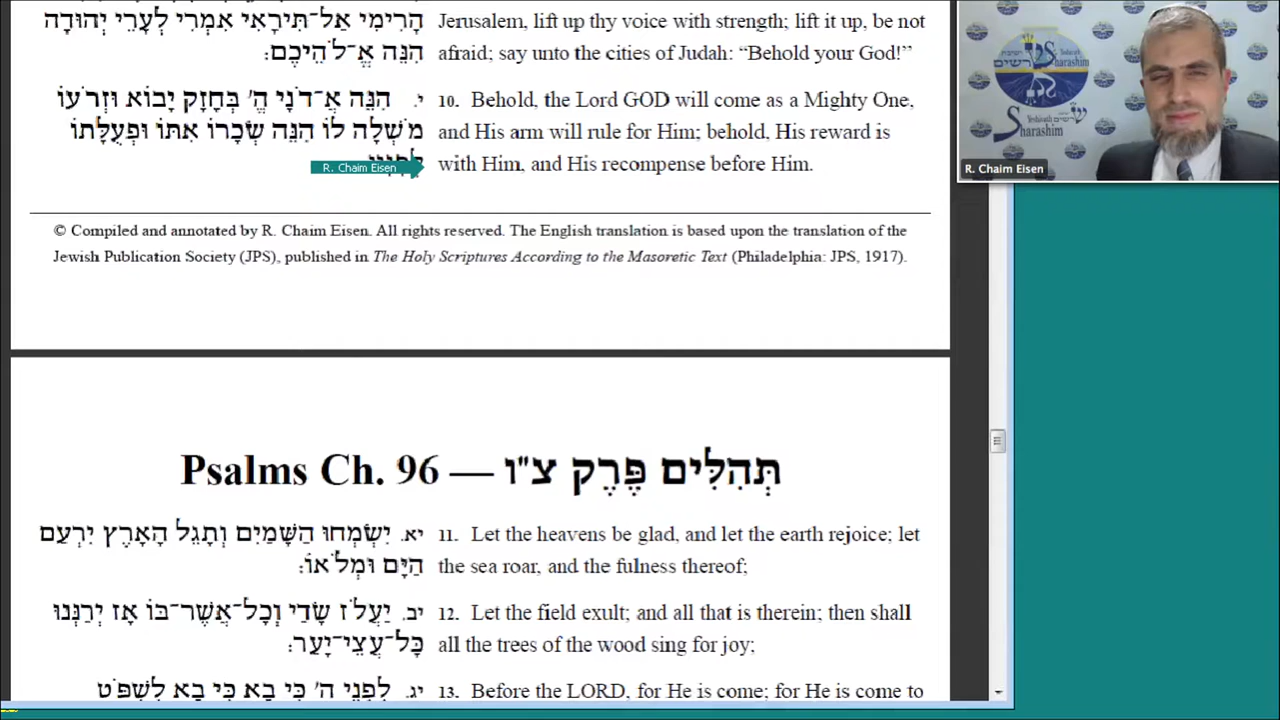 הָרִימִי אַל־תִּירָאִי אִמְרִי לְעָרֵי יְהוּדָה
הִנֵּה אֱ־לֹהֵיכֶם:
Jerusalem, lift up thy voice with strength; lift it up, be not
afraid; say unto the cities of Judah: “Behold your God!”
י. הִנֵּה אֲ־דֹנָי ה' בְּחָזָק יָבוֹא וּזְרֹעוֹ
מֹשְׁלָה לוֹ הִנֵּה שְׂכָרוֹ אִתּוֹ וּפְעֻלָּתוֹ
10. Behold, the Lord GOD will come as a Mighty One,
and His arm will rule for Him; behold, His reward is
with Him, and His recompense before Him.
R. Chaim Eisen
© Compiled and annotated by R. Chaim Eisen. All rights reserved. The English translation is based upon the translation of the
Jewish Publication Society (JPS), published in The Holy Scriptures According to the Masoretic Text (Philadelphia: JPS, 1917).
Psalms Ch. 96 — תְּהִלִּים פֶּרֶק צ"ו
יא. יִשְׂמְחוּ הַשָּׁמַיִם וְתָגֵל הָאָרֶץ יִרְעַם
הַיָּם וּמְלֹאוֹ:
11. Let the heavens be glad, and let the earth rejoice; let
the sea roar, and the fulness thereof;
יב. יַעֲלֹז שָׂדַי וְכָל־אֲשֶׁר־בּוֹ אָז יְרַנְּנוּ
כָּל־עֲצֵי־יָעַר:
12. Let the field exult; and all that is therein; then shall
all the trees of the wood sing for joy;
יג. לִפְנֵי ה' כִּי בָא כִּי בָא לִשְׁפֹּט
13. Before the LORD, for He is come; for He is come to
Yeshivath
Sharashim
R. Chaim Eisen